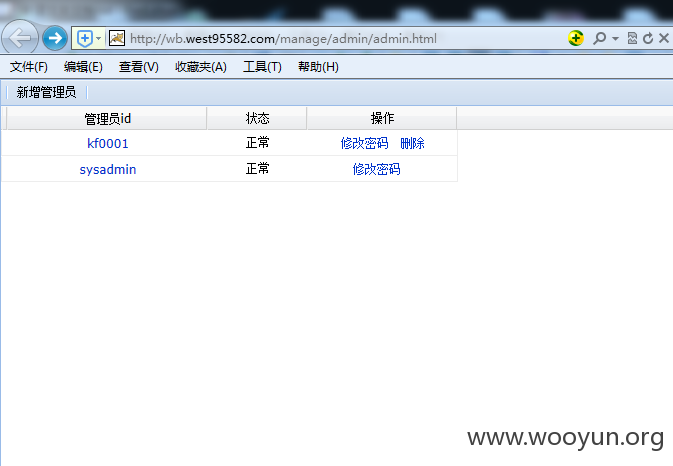 http://wb.west95582.com/manage/admin/admin.html
文件(F) 编辑(E) 查看(V) 收藏夹(A) 工具(T) 帮助(H)
新增管理员
管理员id 状态 操作
kf0001 正常 修改密码 删除
sysadmin 正常 修改密码
www.wooyun.org